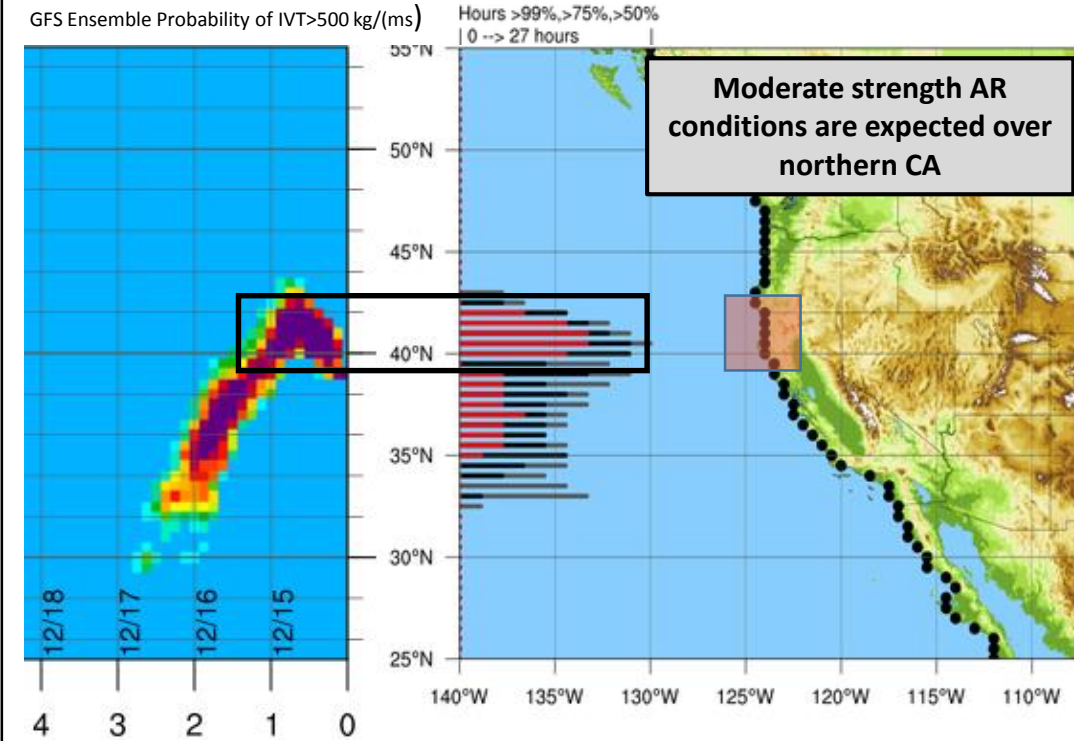 GFS Ensemble Probability of IVT>500 kg/(ms)
Hours >99%,>75%,>50%
| 0 --> 27 hours |
Moderate strength AR
conditions are expected over
northern CA
55°N
50°N
45°N
40°N
35°N
30°N
25°N
12/18
12/17
12/16
12/15
4 3 2 1 0
140°W 135°W 130°W 125°W 120°W 115°W 110°W